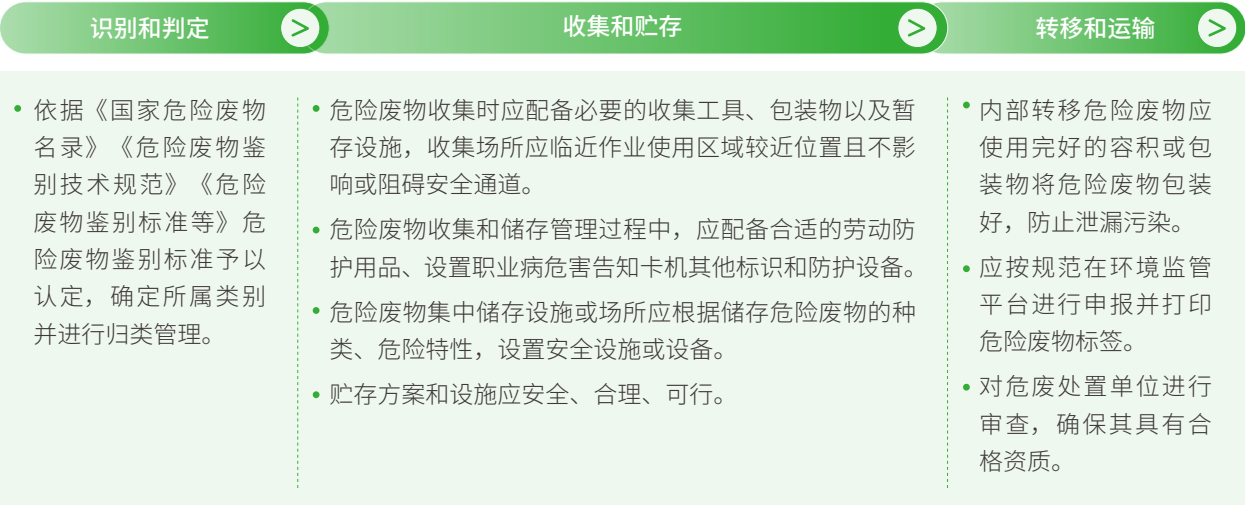 识别和判定
依据《国家危险废物
名录》《危险废物鉴
别技术规范》《危险
废物鉴别标准等》危
险废物鉴别标准予以
认定，确定所属类别
并进行归类管理。
收集和贮存
危险废物收集时应配备必要的收集工具、包装物以及暂
存设施，收集场所应临近作业使用区域较近位置且不影
响或阻碍安全通道。
危险废物收集和储存管理过程中，应配备合适的劳动防
护用品、设置职业病危害告知卡机其他标识和防护设备。
危险废物集中储存设施或场所应根据储存危险废物的种
类、危险特性，设置安全设施或设备。
贮存方案和设施应安全、合理、可行。
转移和运输
内部转移危险废物应
使用完好的容积或包
装物将危险废物包装
好，防止泄漏污染。
应按规范在环境监管
平台进行申报并打印
危险废物标签。
对危废处置单位进行
审查，确保其具有合
格资质。